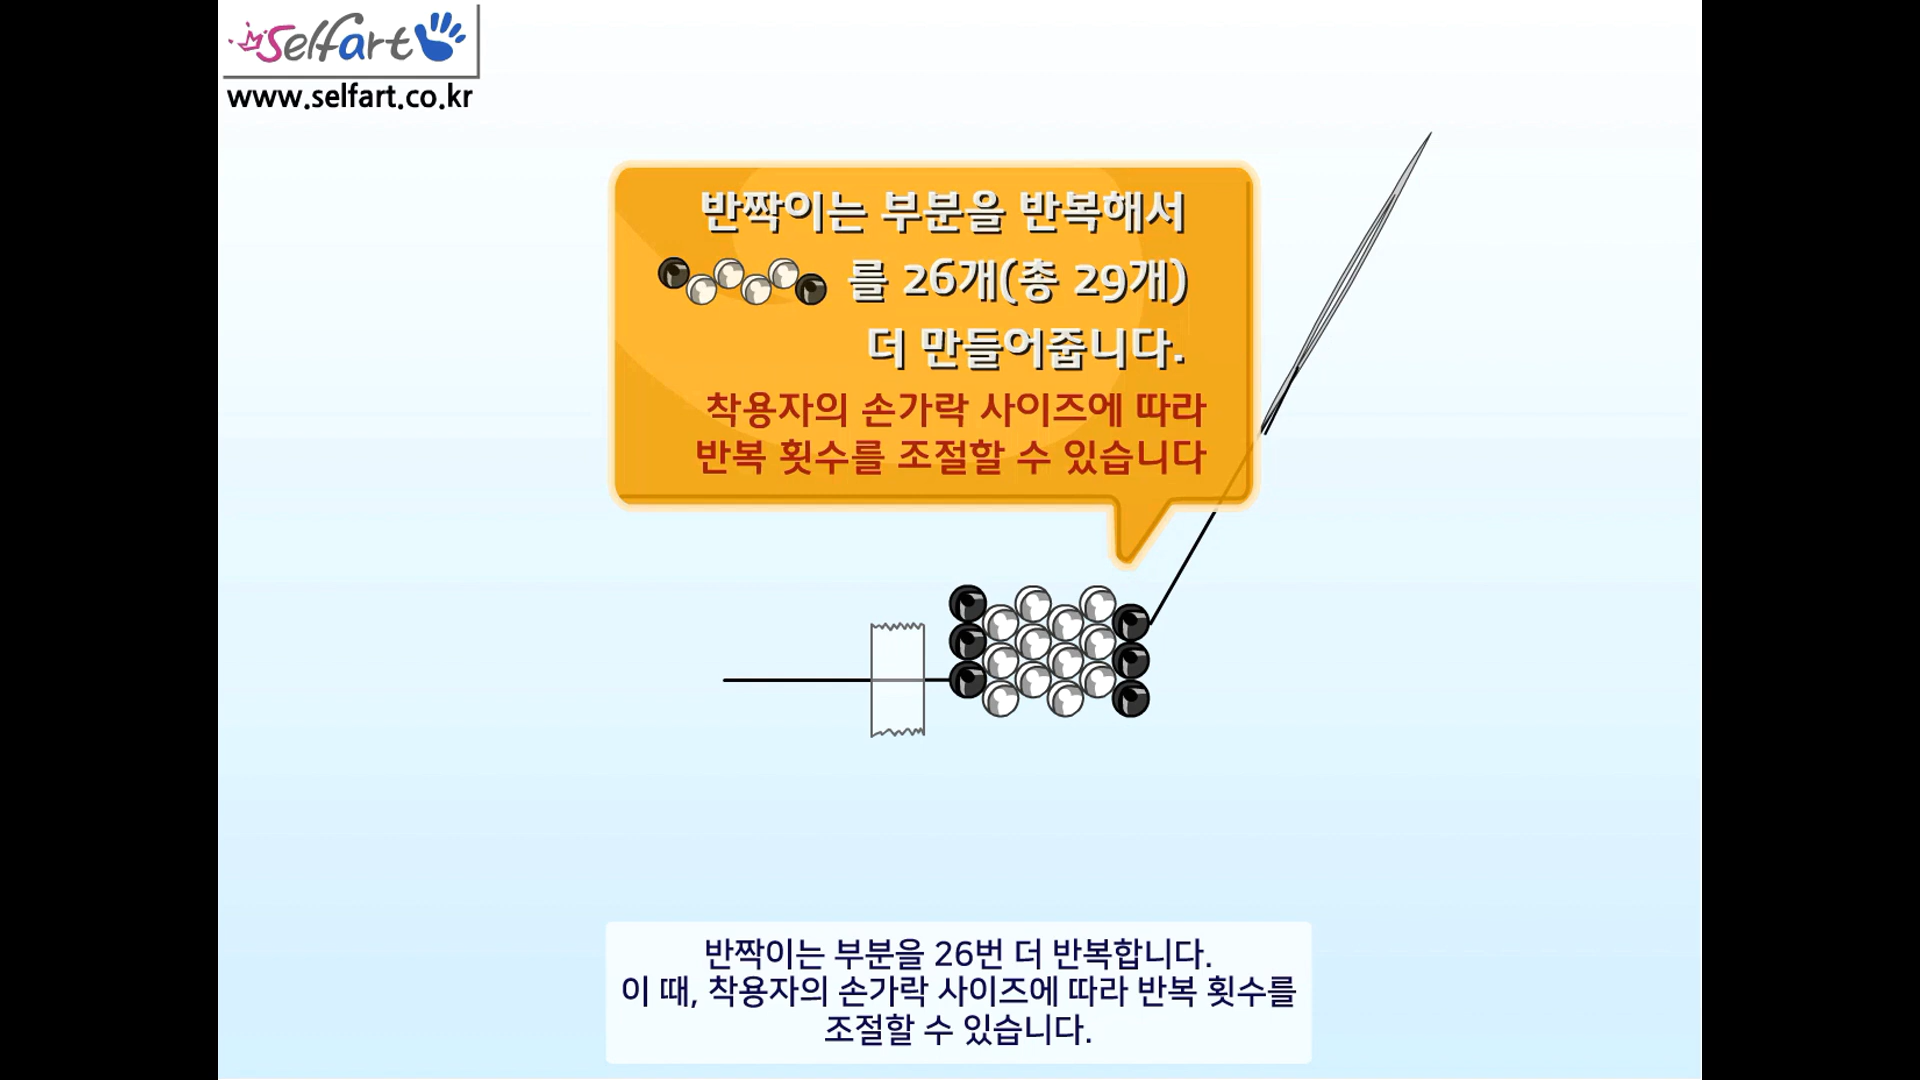 Selfart
www.selfart.co.kr
반짝이는 부분을 반복해서
를 26개(총 29개)
더 만들어줍니다.
착용자의 손가락 사이즈에 따라
반복 횟수를 조절할 수 있습니다
반짝이는 부분을 26번 더 반복합니다.
이 때, 착용자의 손가락 사이즈에 따라 반복 횟수를
조절할 수 있습니다.